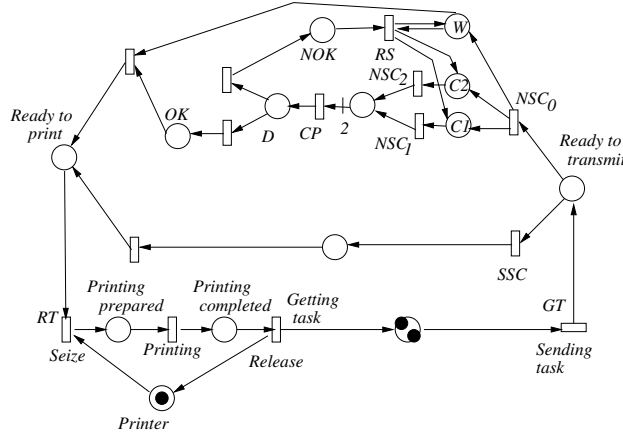 W
NOK
RS
NSC2
C2
NSC0
Ready to
print
OK
D
CP
2
NSC1
C1
Ready to
transmit
SSC
Printing
prepared
Printing
completed
Getting
task
GT
RT
Seize
Printing
Release
Sending
task
Printer